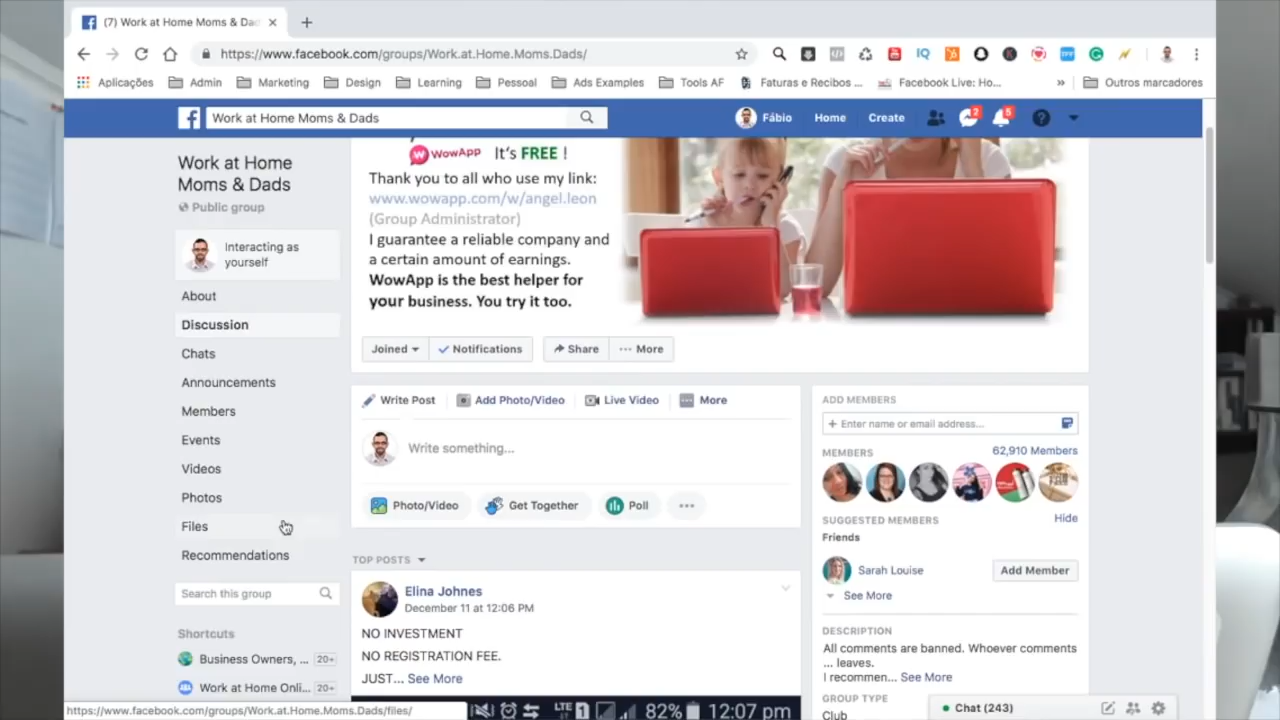 (7) Work at Home Moms & Da
https://www.facebook.com/groups/Work.at.Home.Moms.Dads/
IQ
Aplicações Admin Marketing Design Learning Pessoal Ads Examples Tools AF Faturas e Recibos ... Facebook Live: Ho... » Outros marcadores
Work at Home Moms & Dads
Fábio Home Create 2 5
Work at Home
Moms & Dads
Public group
Interacting as
yourself
About
Discussion
Chats
Announcements
Members
Events
Videos
Photos
Files
Recommendations
Search this group
Shortcuts
Business Owners, ... 20+
Work at Home Onli... 20+
https://www.facebook.com/groups/Work.at.Home.Moms.Dads/files/
WowApp It's FREE !
Thank you to all who use my link:
www.wowapp.com/w/angel.leon
(Group Administrator)
I guarantee a reliable company and
a certain amount of earnings.
WowApp is the best helper for
your business. You try it too.
Joined Notifications Share More
Write Post Add Photo/Video Live Video More
Write something...
Photo/Video Get Together Poll
TOP POSTS
Elina Johnes
December 11 at 12:06 PM
NO INVESTMENT
NO REGISTRATION FEE.
JUST... See More
LTE 1 82% 12:07 pm
ADD MEMBERS
+ Enter name or email address...
MEMBERS 62,910 Members
SUGGESTED MEMBERS Hide
Friends
Sarah Louise Add Member
See More
DESCRIPTION
All comments are banned. Whoever comments
... leaves.
I recommen... See More
GROUP TYPE
Club
Chat (243)